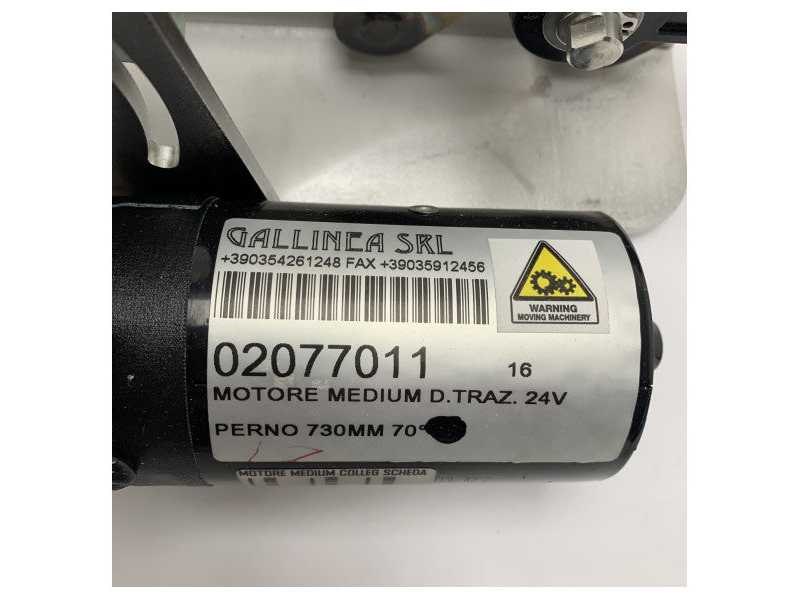 GALLINEA SRL
+390354261248 FAX +39035912456
WARNING
MOVING MACHINERY
02077011 16
MOTORE MEDIUM D.TRAZ. 24V
PERNO 730MM 70°
MOTORE MEDIUM COLLEG SCHEDA